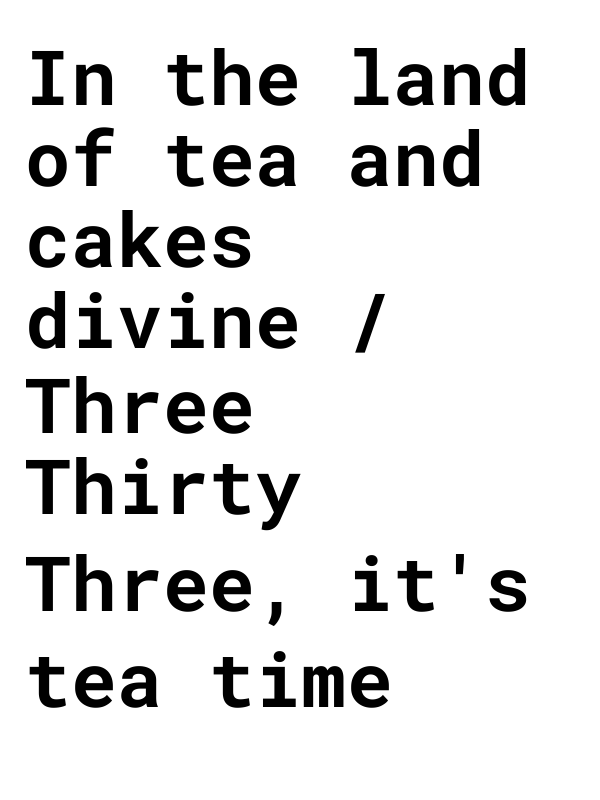 In the land
of tea and
cakes
divine /
Three
Thirty
Three, it's
tea time